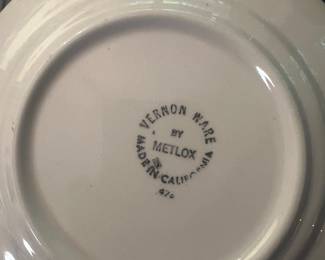 VERNON WARE
BY
METLOX
MADE IN CALIFORNIA